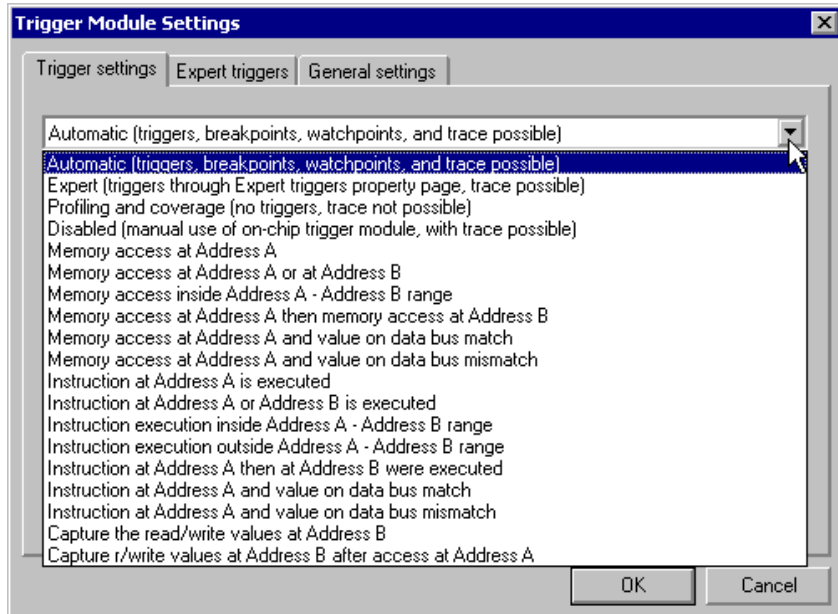 Trigger Module Settings
Trigger settings Expert triggers General settings
Automatic (triggers, breakpoints, watchpoints, and trace possible)
Automatic (triggers, breakpoints, watchpoints, and trace possible)
Expert (triggers through Expert triggers property page, trace possible)
Profiling and coverage (no triggers, trace not possible)
Disabled (manual use of on-chip trigger module, with trace possible)
Memory access at Address A
Memory access at Address A or at Address B
Memory access inside Address A - Address B range
Memory access at Address A then memory access at Address B
Memory access at Address A and value on data bus match
Memory access at Address A and value on data bus mismatch
Instruction at Address A is executed
Instruction at Address A or Address B is executed
Instruction execution inside Address A - Address B range
Instruction execution outside Address A - Address B range
Instruction at Address A then at Address B were executed
Instruction at Address A and value on data bus match
Instruction at Address A and value on data bus mismatch
Capture the read/write values at Address B
Capture r/write values at Address B after access at Address A
OK Cancel